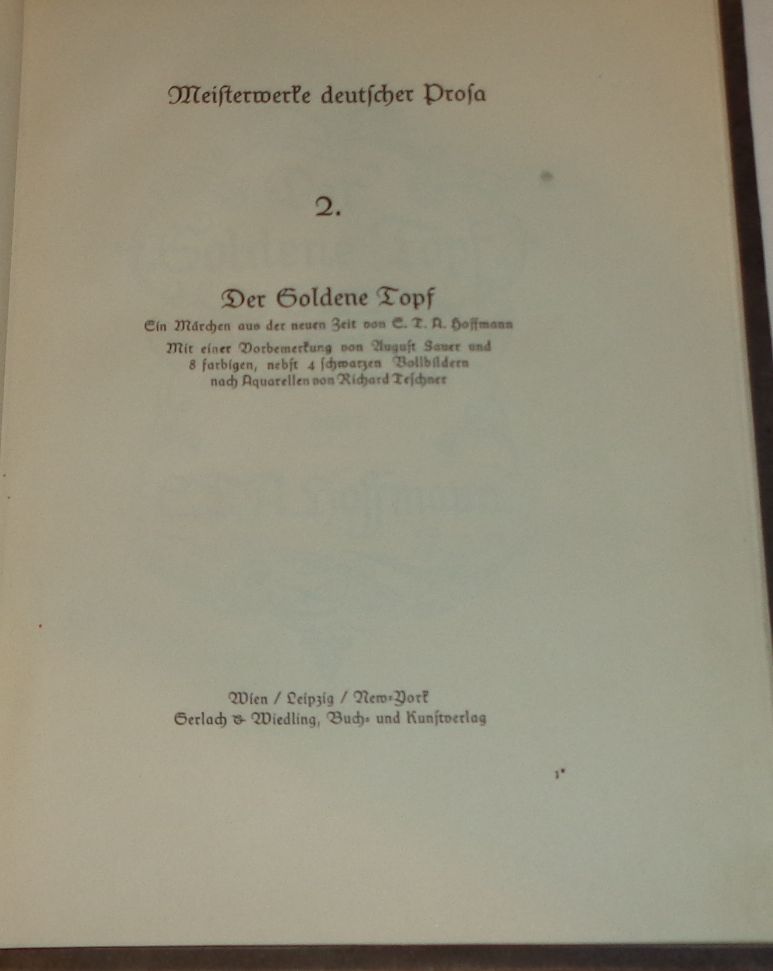 Meiſterwerke deutſcher Proſa
2.
Der Goldene Topf
Ein Märchen aus der neuen Zeit von E. T. A. Hoffmann
Mit einer Vorbemerkung von Auguſt Sauer und
8 farbigen, nebſt 4 ſchwarzen Vollbildern
nach Aquarellen von Richard Teſchner
Wien / Leipzig / New-York
Gerlach & Wiedling, Buch- und Kunſtverlag
1*